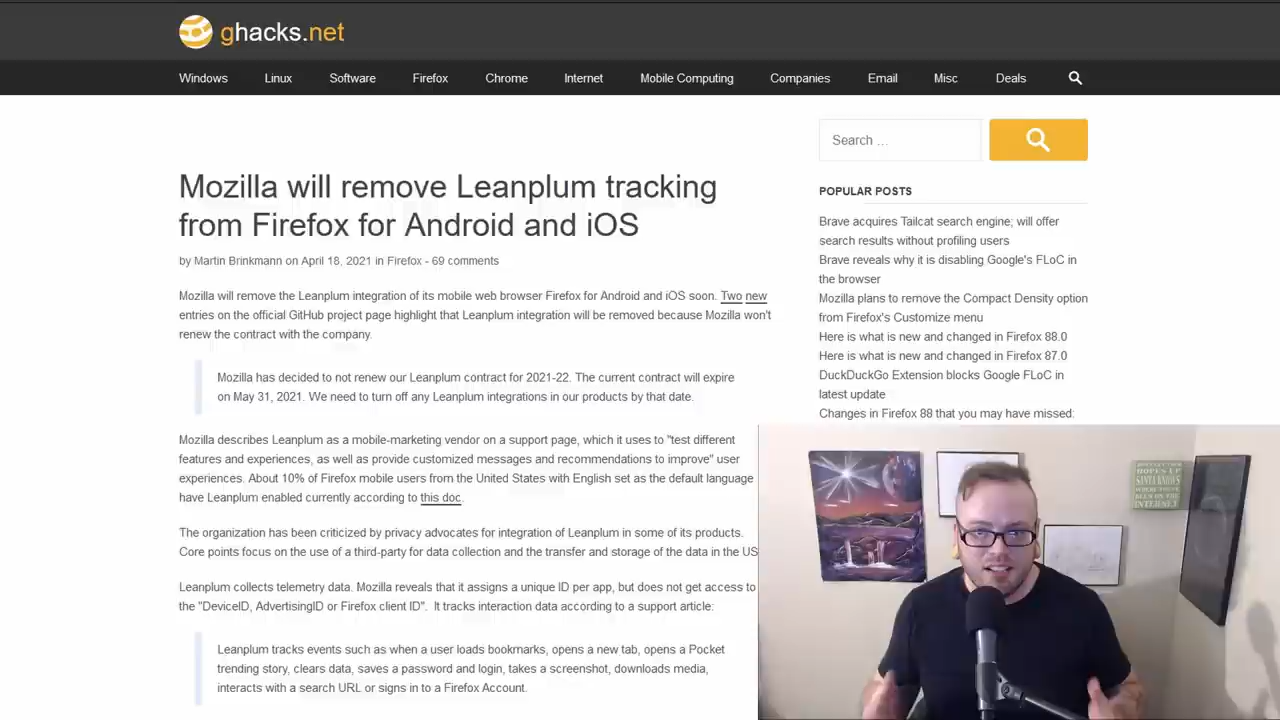 ghacks.net
Windows Linux Software Firefox Chrome Internet Mobile Computing Companies Email Misc Deals
Mozilla will remove Leanplum tracking
from Firefox for Android and iOS
by Martin Brinkmann on April 18, 2021 in Firefox - 69 comments
Mozilla will remove the Leanplum integration of its mobile web browser Firefox for Android and iOS soon. Two new
entries on the official GitHub project page highlight that Leanplum integration will be removed because Mozilla won't
renew the contract with the company.
Mozilla has decided to not renew our Leanplum contract for 2021-22. The current contract will expire
on May 31, 2021. We need to turn off any Leanplum integrations in our products by that date.
Mozilla describes Leanplum as a mobile-marketing vendor on a support page, which it uses to "test different
features and experiences, as well as provide customized messages and recommendations to improve" user
experiences. About 10% of Firefox mobile users from the United States with English set as the default language
have Leanplum enabled currently according to this doc.
The organization has been criticized by privacy advocates for integration of Leanplum in some of its products.
Core points focus on the use of a third-party for data collection and the transfer and storage of the data in the US
Leanplum collects telemetry data. Mozilla reveals that it assigns a unique ID per app, but does not get access to
the "DeviceID, AdvertisingID or Firefox client ID". It tracks interaction data according to a support article:
Leanplum tracks events such as when a user loads bookmarks, opens a new tab, opens a Pocket
trending story, clears data, saves a password and login, takes a screenshot, downloads media,
interacts with a search URL or signs in to a Firefox Account.
Search …
POPULAR POSTS
Brave acquires Tailcat search engine; will offer
search results without profiling users
Brave reveals why it is disabling Google's FLoC in
the browser
Mozilla plans to remove the Compact Density option
from Firefox's Customize menu
Here is what is new and changed in Firefox 88.0
Here is what is new and changed in Firefox 87.0
DuckDuckGo Extension blocks Google FLoC in
latest update
Changes in Firefox 88 that you may have missed:
HOPES UP
SANTA KNOWS
INTERNET